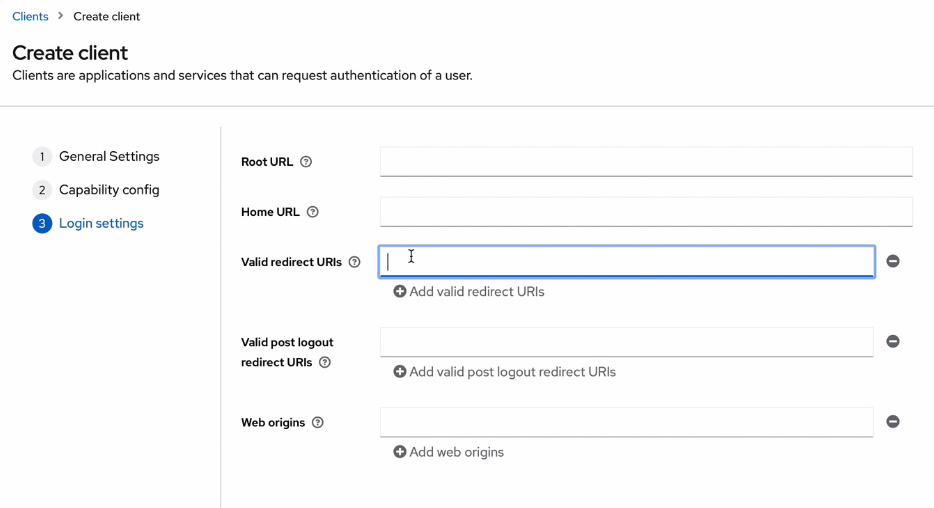 Clients > Create client
Create client
Clients are applications and services that can request authentication of a user.
1 General Settings
2 Capability config
3 Login settings
Root URL
Home URL
Valid redirect URIs
Add valid redirect URIs
Valid post logout
redirect URIs
Add valid post logout redirect URIs
Web origins
Add web origins